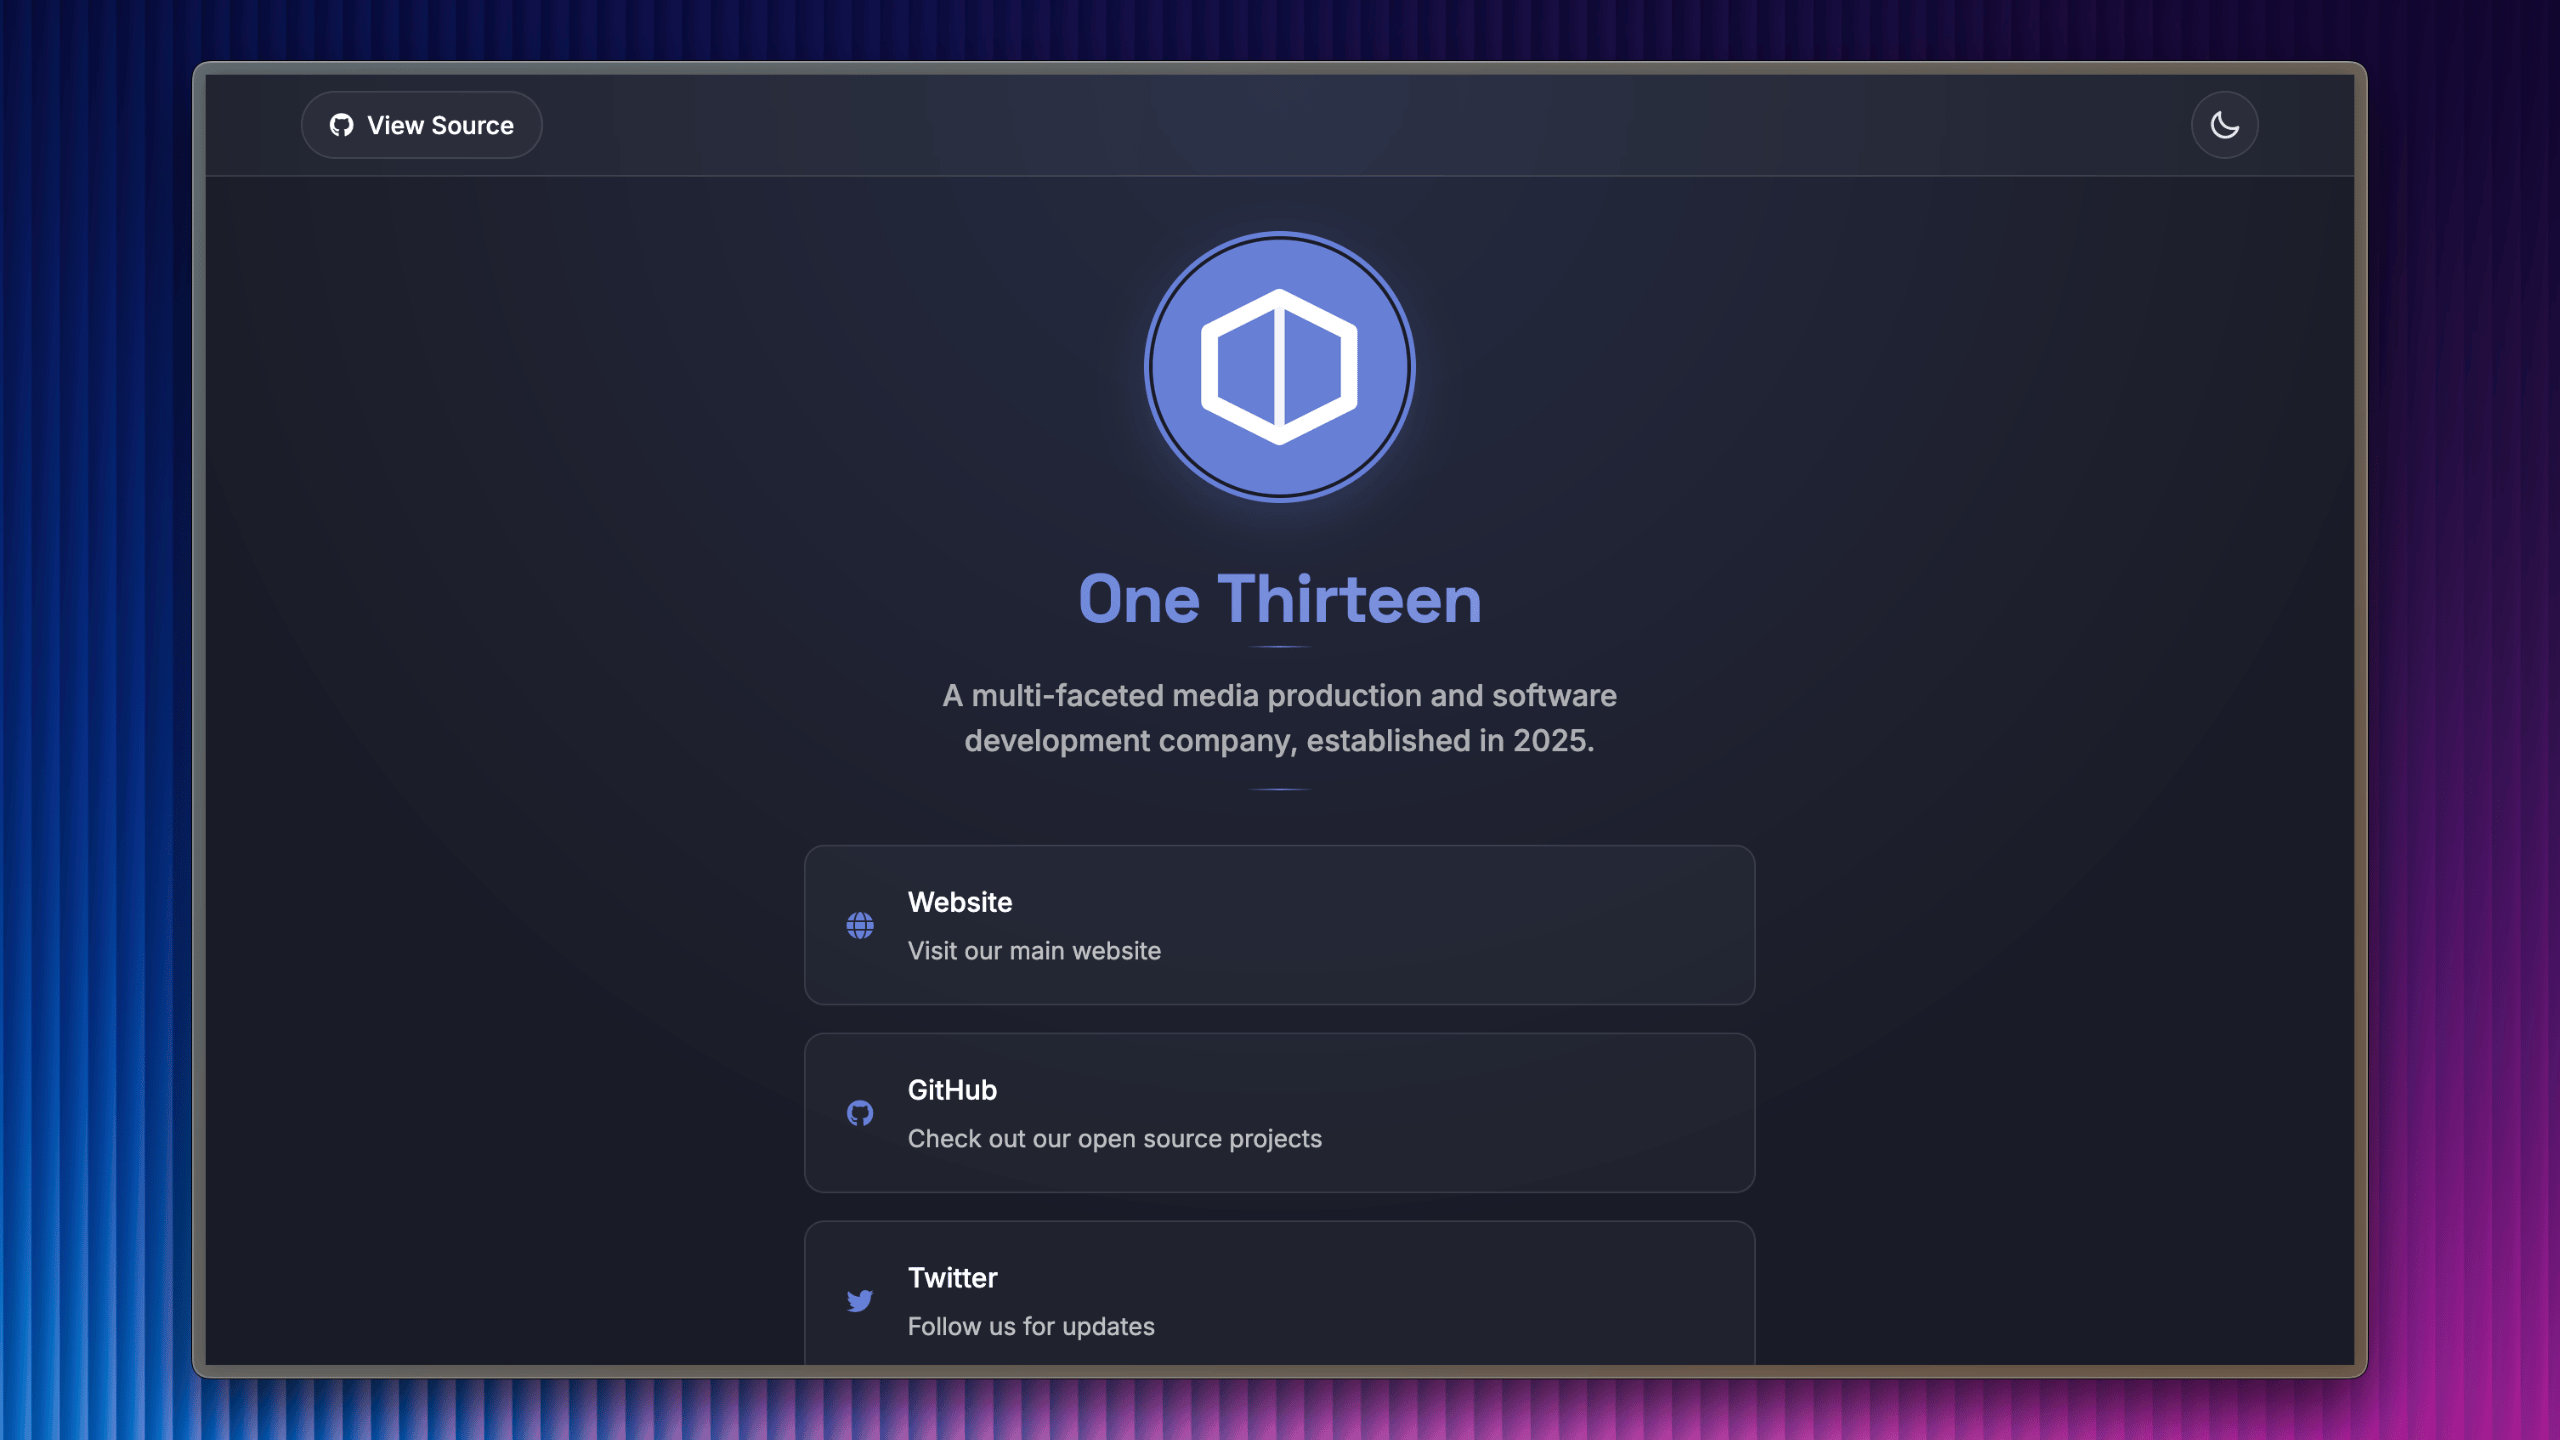 View Source
One Thirteen
A multi-faceted media production and software
development company, established in 2025.
Website
Visit our main website
GitHub
Check out our open source projects
Twitter
Follow us for updates